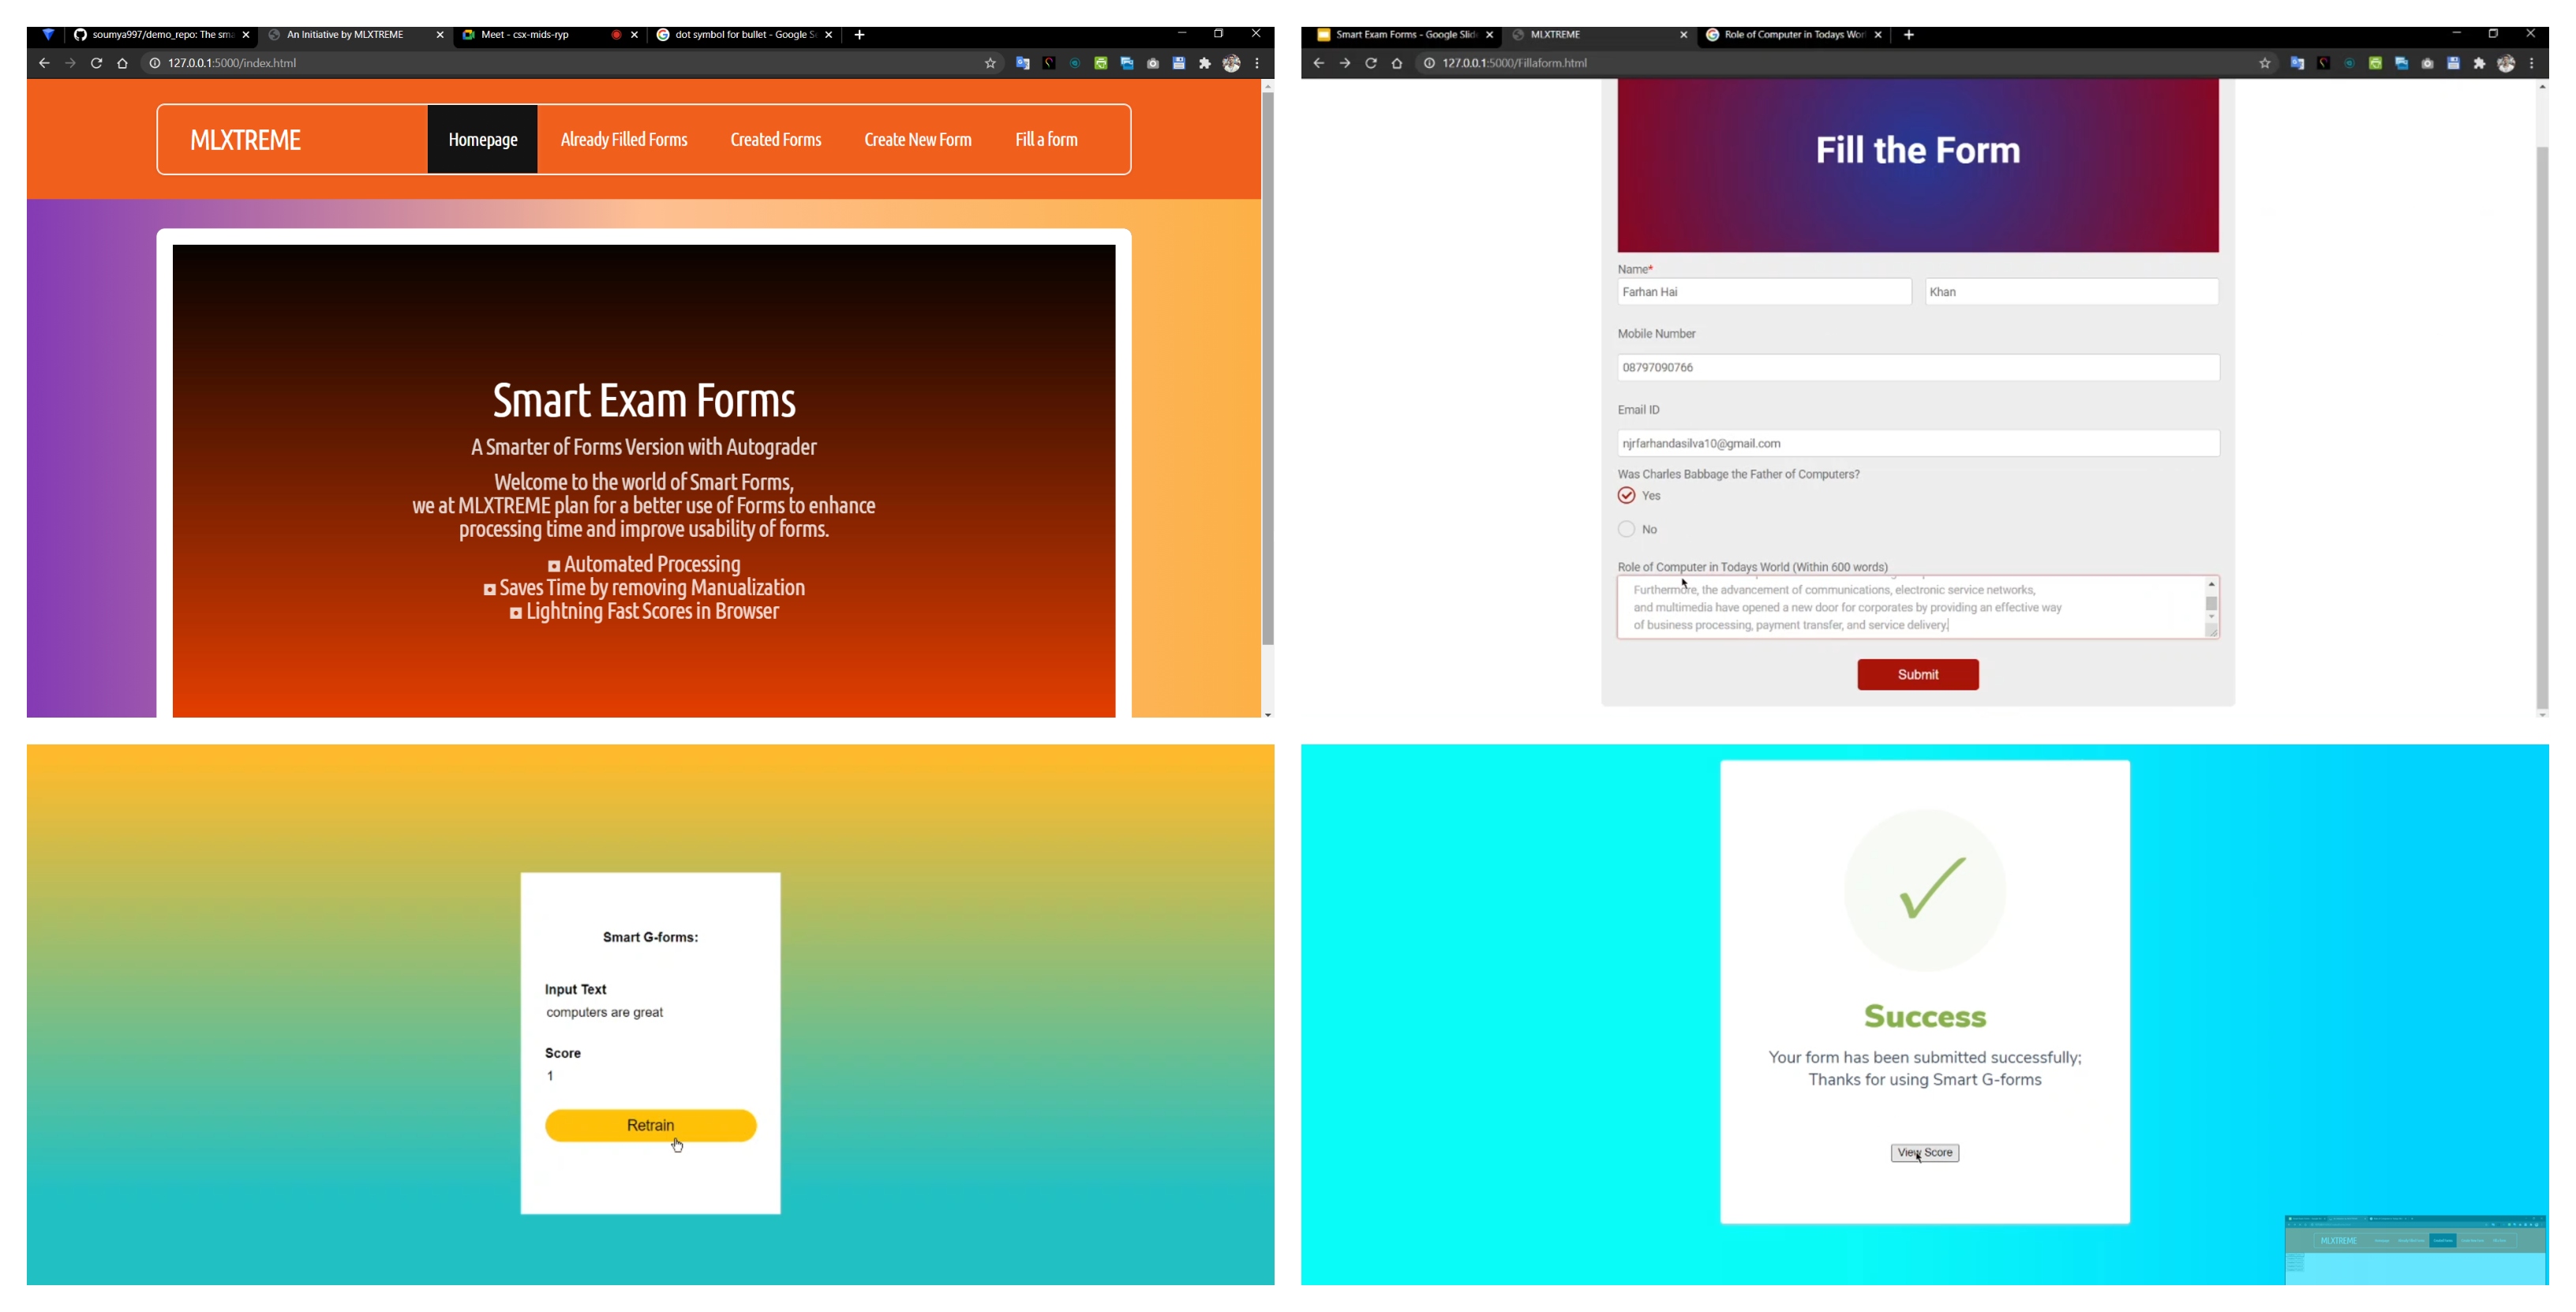 soumya997/demo_repo: The sma
An Initiative by MLXTREME
Meet - csx-mids-ryp
dot symbol for bullet - Google S
127.0.0.1:5000/index.html
MLXTREME
Homepage
Already Filled Forms
Created Forms
Create New Form
Fill a form
Smart Exam Forms
A Smarter of Forms Version with Autograder
Welcome to the world of Smart Forms,
we at MLXTREME plan for a better use of Forms to enhance
processing time and improve usability of forms.
Automated Processing
Saves Time by removing Manualization
Lightning Fast Scores in Browser
Smart Exam Forms - Google Slid
MLXTREME
Role of Computer in Todays Wor
127.0.0.1:5000/Fillaform.html
Fill the Form
Name*
Farhan Hai
Khan
Mobile Number
08797090766
Email ID
njrfarhandasilva10@gmail.com
Was Charles Babbage the Father of Computers?
Yes
No
Role of Computer in Todays World (Within 600 words)
Furthermore, the advancement of communications, electronic service networks,
and multimedia have opened a new door for corporates by providing an effective way
of business processing, payment transfer, and service delivery.
Submit
Smart G-forms:
Input Text
computers are great
Score
1
Retrain
Success
Your form has been submitted successfully;
Thanks for using Smart G-forms
View Score
MLXTREME